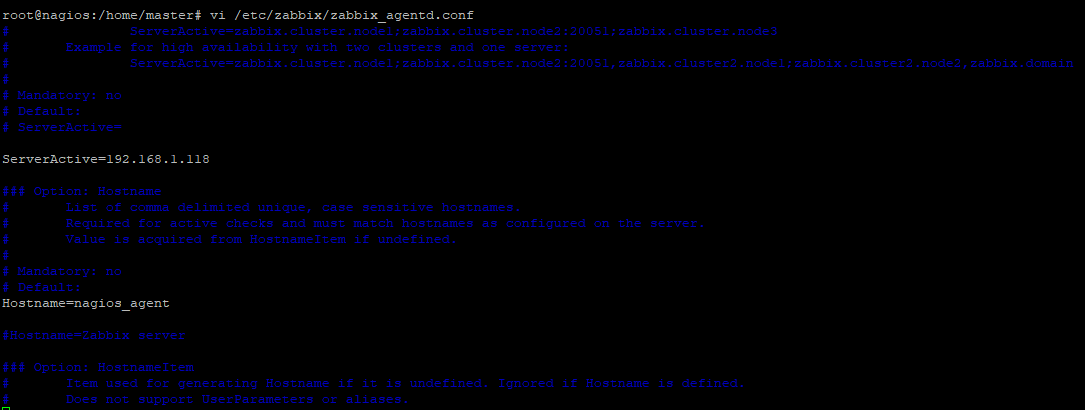 root@nagios:/home/master# vi /etc/zabbix/zabbix_agentd.conf
# ServerActive=zabbix.cluster.node1;zabbix.cluster.node2:20051;zabbix.cluster.node3
# Example for high availability with two clusters and one server:
# ServerActive=zabbix.cluster.node1;zabbix.cluster.node2:20051,zabbix.cluster2.node1;zabbix.cluster2.node2,zabbix.domain
#
# Mandatory: no
# Default:
# ServerActive=
ServerActive=192.168.1.118
### Option: Hostname
# List of comma delimited unique, case sensitive hostnames.
# Required for active checks and must match hostnames as configured on the server.
# Value is acquired from HostnameItem if undefined.
#
# Mandatory: no
# Default:
Hostname=nagios_agent
#Hostname=Zabbix server
### Option: HostnameItem
# Item used for generating Hostname if it is undefined. Ignored if Hostname is defined.
# Does not support UserParameters or aliases.